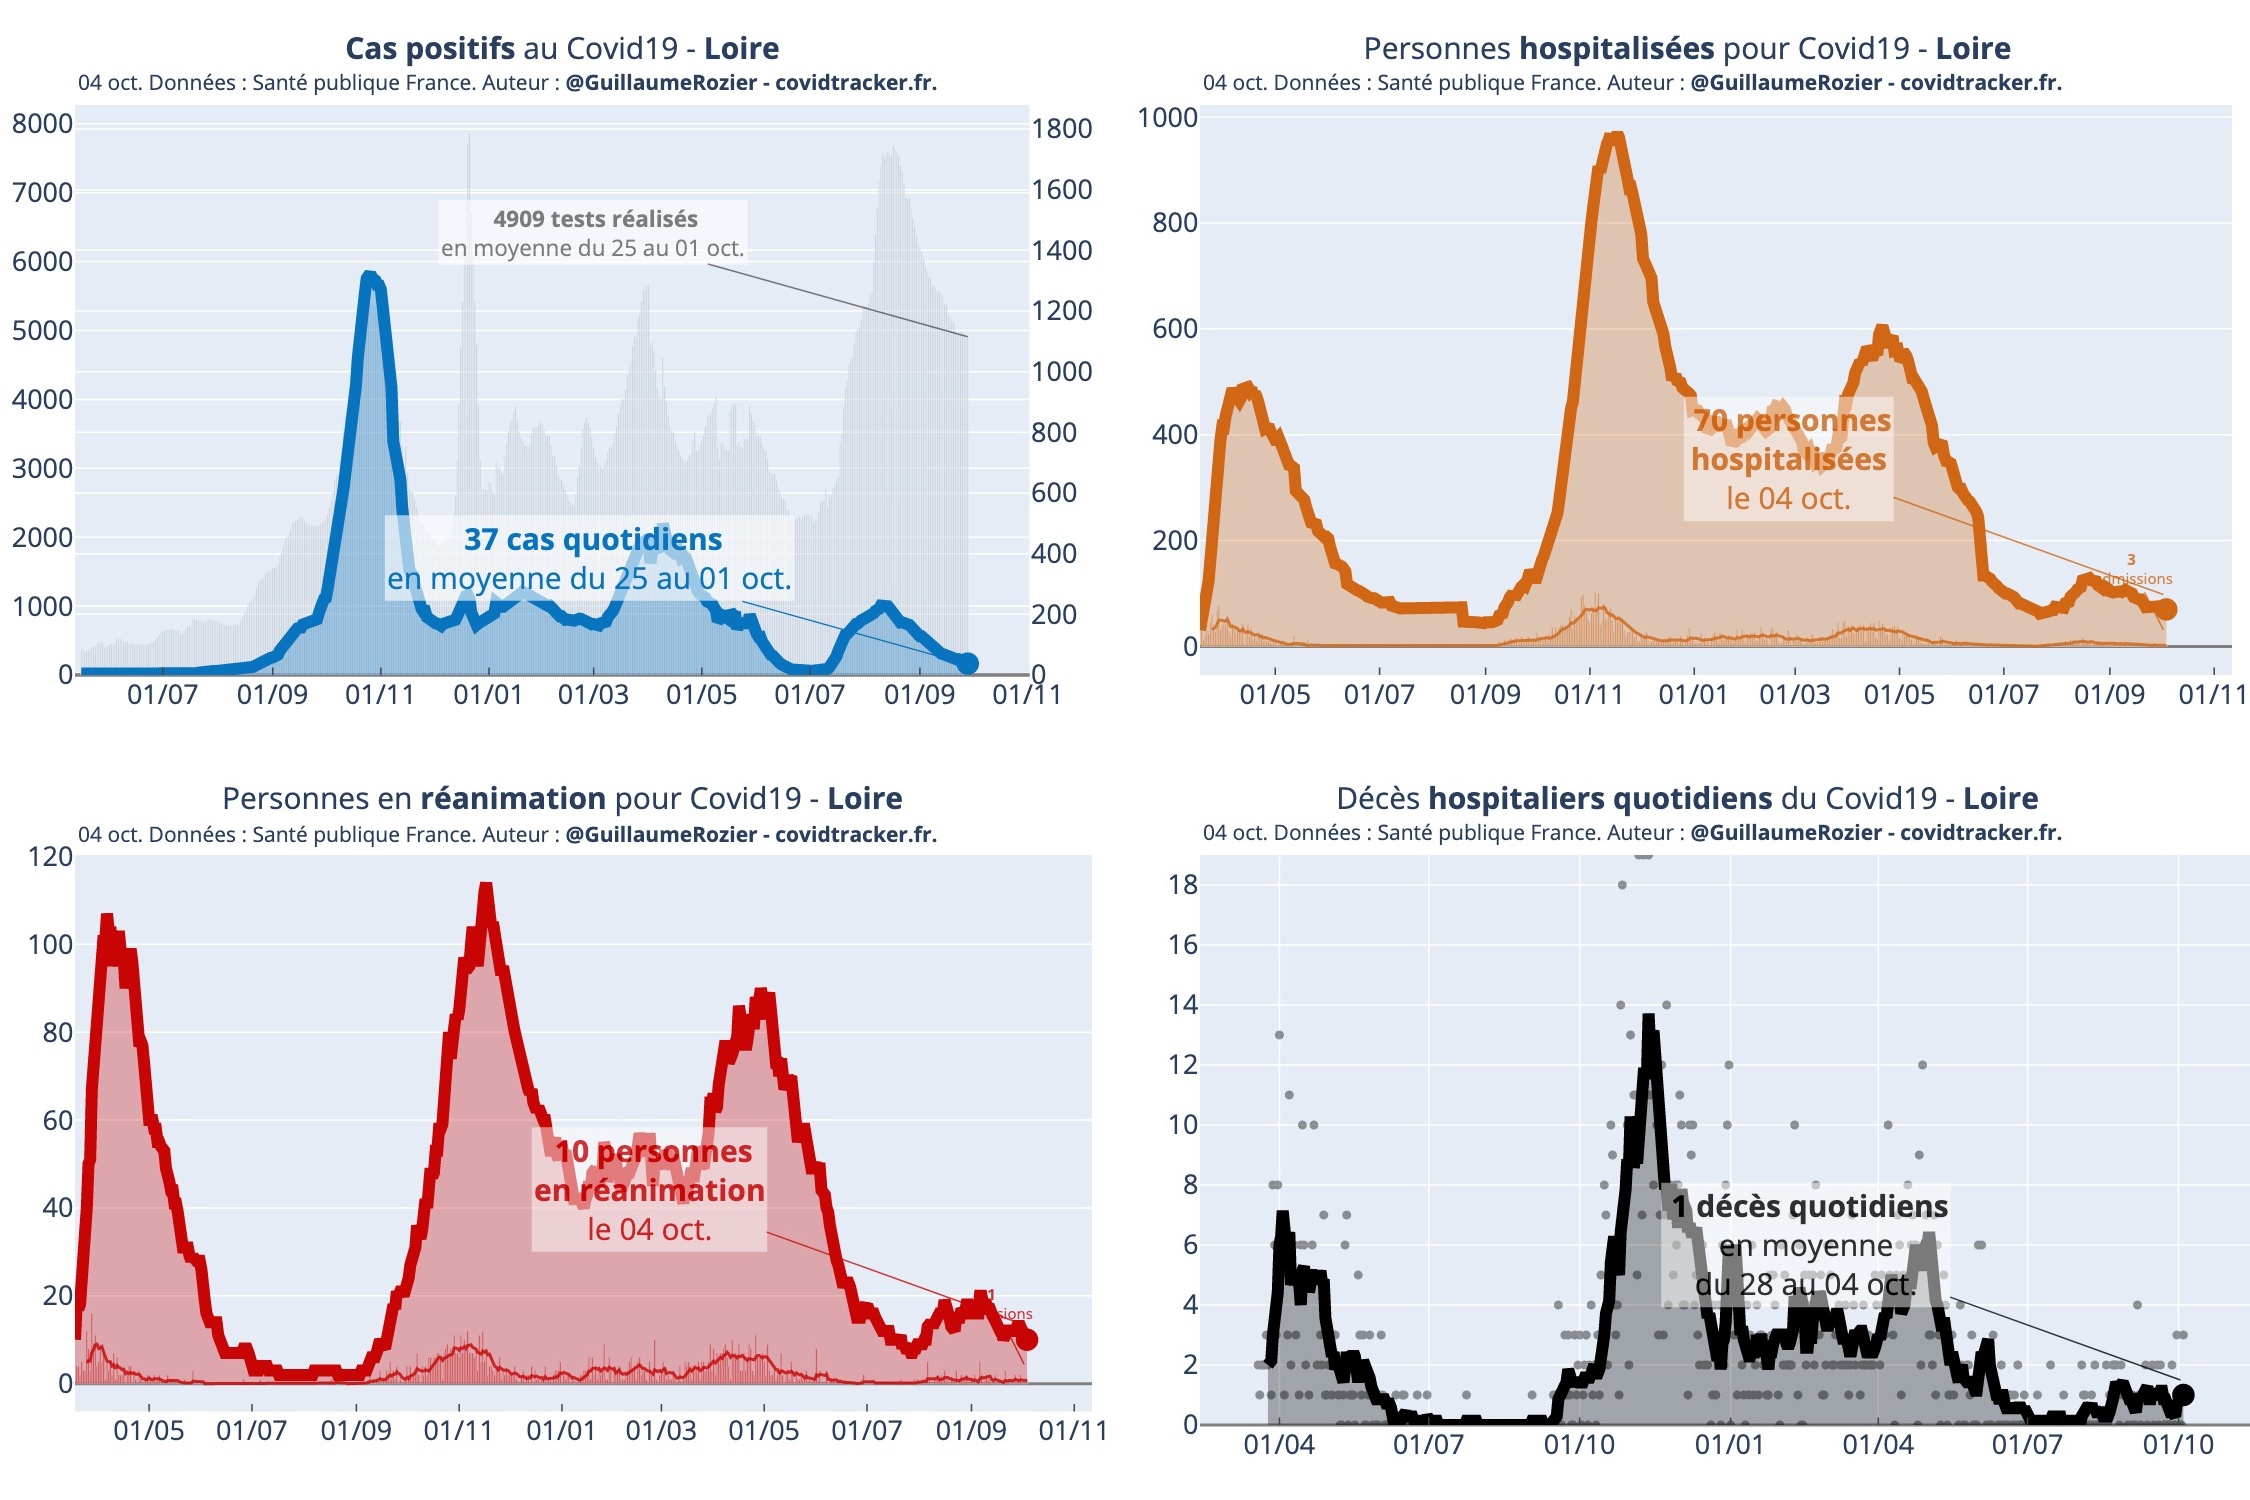 Cas positifs au Covid19 - Loire
04 oct. Données : Santé publique France. Auteur : @GuillaumeRozier - covidtracker.fr.
8000
7000
6000
5000
4000
3000
2000
1000
0
1800
1600
1400
1200
1000
800
600
400
200
0
4909 tests réalisés
en moyenne du 25 au 01 oct.
37 cas quotidiens
en moyenne du 25 au 01 oct.
01/07 01/09 01/11 01/01 01/03 01/05 01/07 01/09 01/11
Personnes hospitalisées pour Covid19 - Loire
04 oct. Données : Santé publique France. Auteur : @GuillaumeRozier - covidtracker.fr.
1000
800
600
400
200
0
70 personnes
hospitalisées
le 04 oct.
3
admissions
01/05 01/07 01/09 01/11 01/01 01/03 01/05 01/07 01/09 01/11
Personnes en réanimation pour Covid19 - Loire
04 oct. Données : Santé publique France. Auteur : @GuillaumeRozier - covidtracker.fr.
120
100
80
60
40
20
0
10 personnes
en réanimation
le 04 oct.
1
01/05 01/07 01/09 01/11 01/01 01/03 01/05 01/07 01/09 01/11
Décès hospitaliers quotidiens du Covid19 - Loire
04 oct. Données : Santé publique France. Auteur : @GuillaumeRozier - covidtracker.fr.
18
16
14
12
10
8
6
4
2
0
1 décès quotidiens
en moyenne
du 28 au 04 oct.
01/04 01/07 01/10 01/01 01/04 01/07 01/10